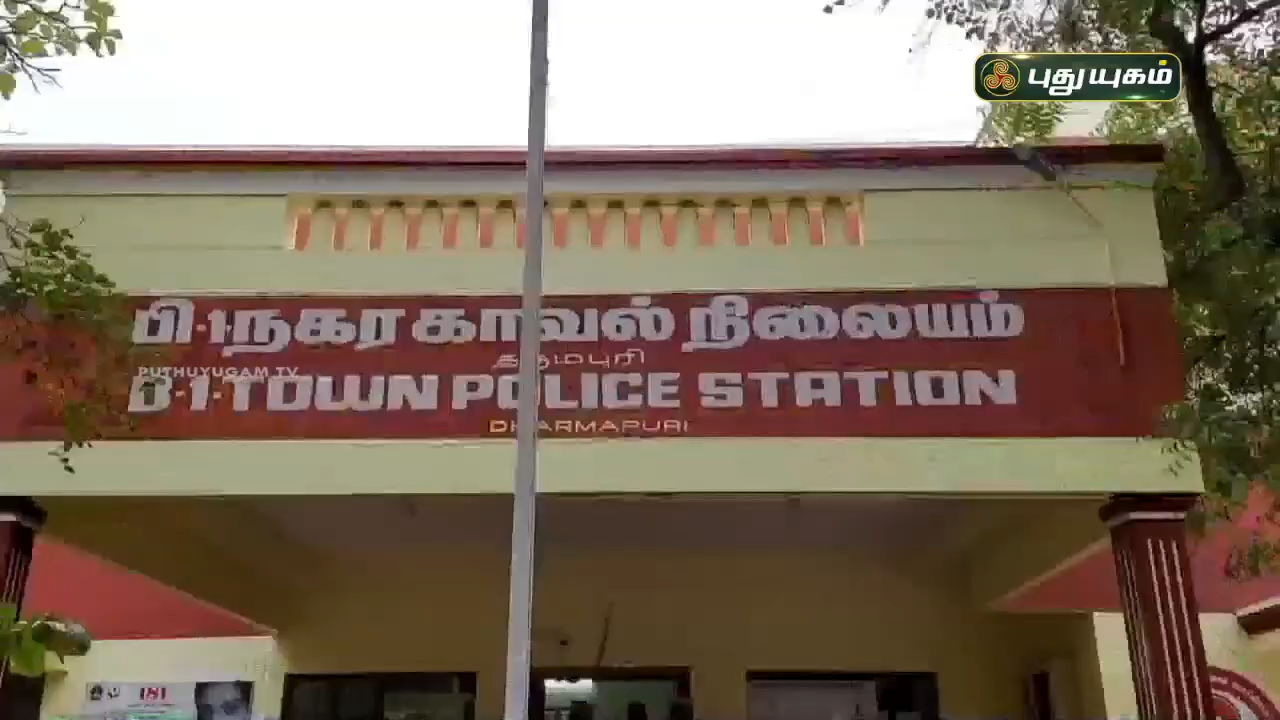 புதுயுகம்
பி-1-நகர காவல் நிலையம்
தருமபுரி
PUTHUYUGAM TV
B-1-TOWN POLICE STATION
DHARMAPURI
181